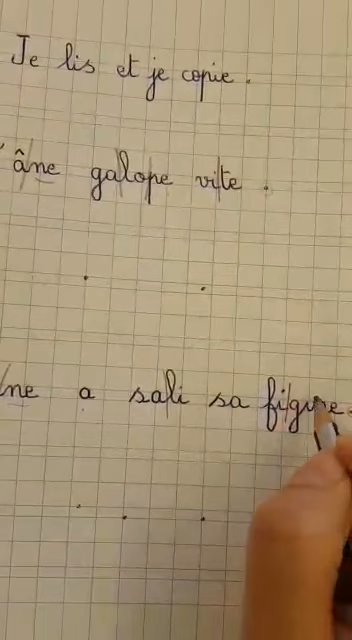 Je lis et je copie.
'âne galope vite.
ne a sali sa figure.